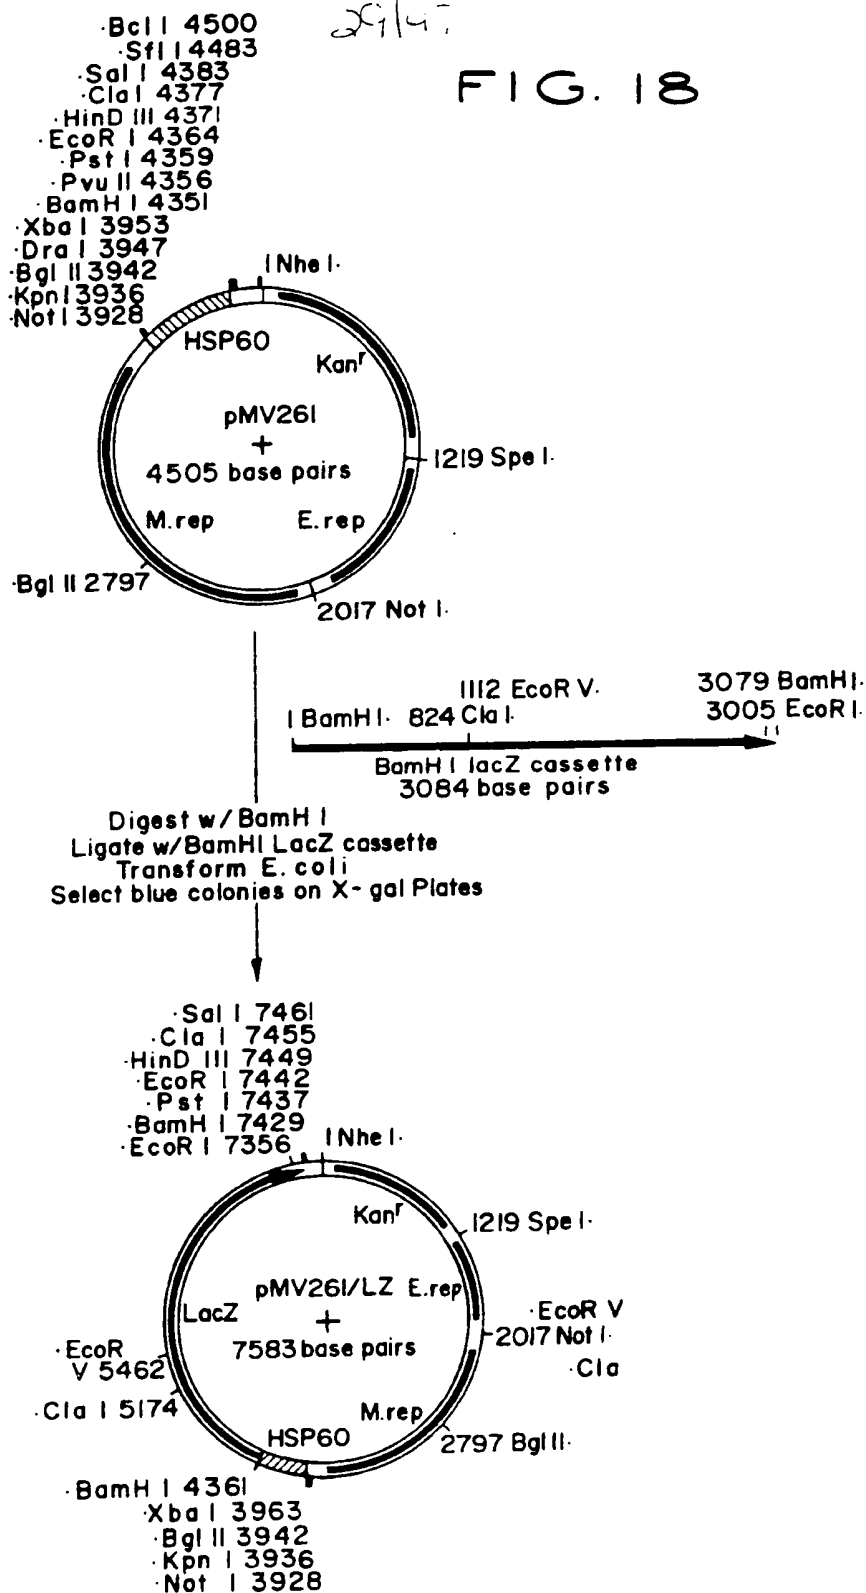 ·Bcl I 4500
·Sfi I 4483
·Sal I 4383
·Cla I 4377
·HinD III 4371
·EcoR I 4364
·Pst I 4359
·Pvu II 4356
·BamH I 4351
·Xba I 3953
·Dra I 3947
·Bgl II 3942
·Kpn I 3936
·Not I 3928
FIG. 18
1 Nhe I·
HSP60
Kanʳ
pMV261
+
4505 base pairs
1219 Spe I·
M.rep E.rep
·Bgl II 2797
2017 Not I·
1112 EcoR V·
3079 BamH I·
1 BamH I· 824 Cla I·
3005 EcoR I·
BamH I lacZ cassette
3084 base pairs
Digest w/ BamH I
Ligate w/BamHI LacZ cassette
Transform E. coli
Select blue colonies on X-gal Plates
·Sal I 7461
·Cla I 7455
·HinD III 7449
·EcoR I 7442
·Pst I 7437
·BamH I 7429
·EcoR I 7356
1 Nhe I·
Kanʳ
1219 Spe I·
pMV261/LZ E.rep
LacZ
+
7583 base pairs
·EcoR V
2017 Not I·
·Cla
·EcoR
V 5462
·Cla I 5174
M.rep
HSP60
2797 Bgl II·
·BamH I 4361
·Xba I 3963
·Bgl II 3942
·Kpn I 3936
·Not I 3928